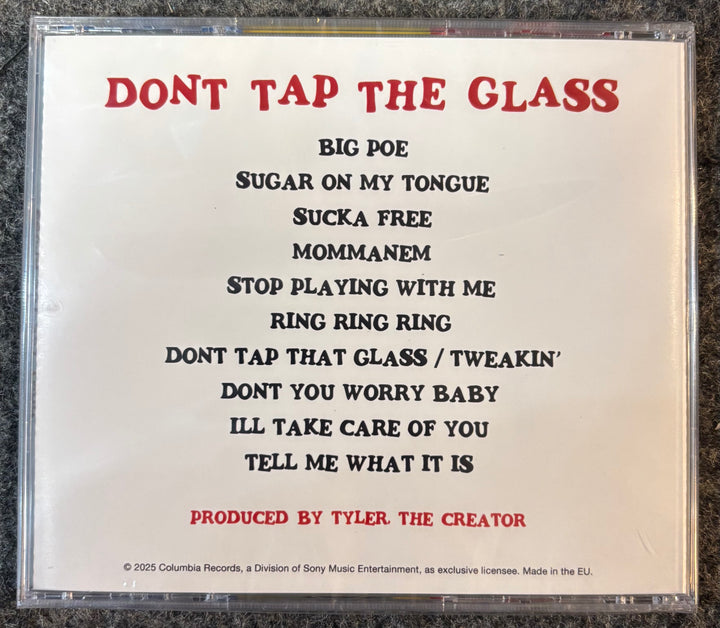 DONT TAP THE GLASS
BIG POE
SUGAR ON MY TONGUE
SUCKA FREE
MOMMANEM
STOP PLAYING WITH ME
RING RING RING
DONT TAP THAT GLASS / TWEAKIN'
DONT YOU WORRY BABY
ILL TAKE CARE OF YOU
TELL ME WHAT IT IS
PRODUCED BY TYLER, THE CREATOR
© 2025 Columbia Records, a Division of Sony Music Entertainment, as exclusive licensee. Made in the EU.